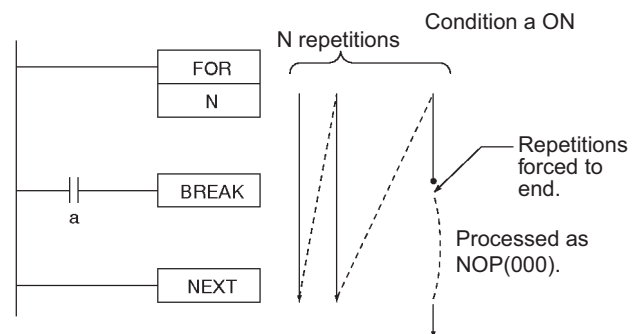 Condition a ON
N repetitions
FOR
N
Repetitions
forced to
end.
BREAK
a
Processed as
NOP(000).
NEXT